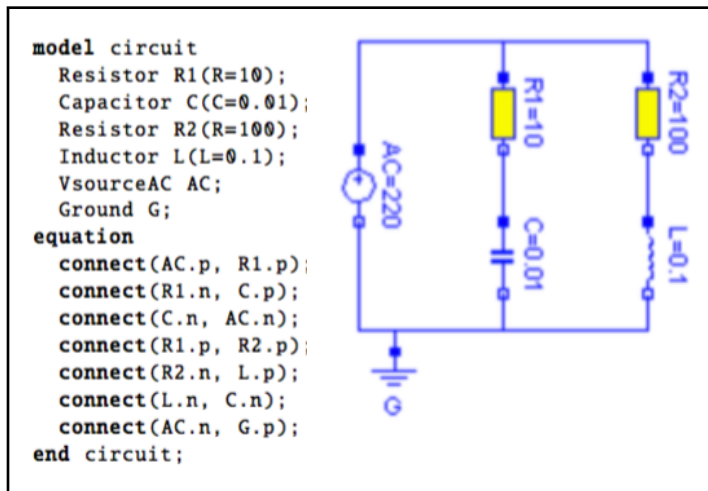 model circuit
Resistor R1(R=10);
Capacitor C(C=0.01);
Resistor R2(R=100);
Inductor L(L=0.1);
VsourceAC AC;
Ground G;
equation
connect(AC.p, R1.p);
connect(R1.n, C.p);
connect(C.n, AC.n);
connect(R1.p, R2.p);
connect(R2.n, L.p);
connect(L.n, C.n);
connect(AC.n, G.p);
end circuit;
AC=220
R1=10
C=0.01
R2=100
L=0.1
G